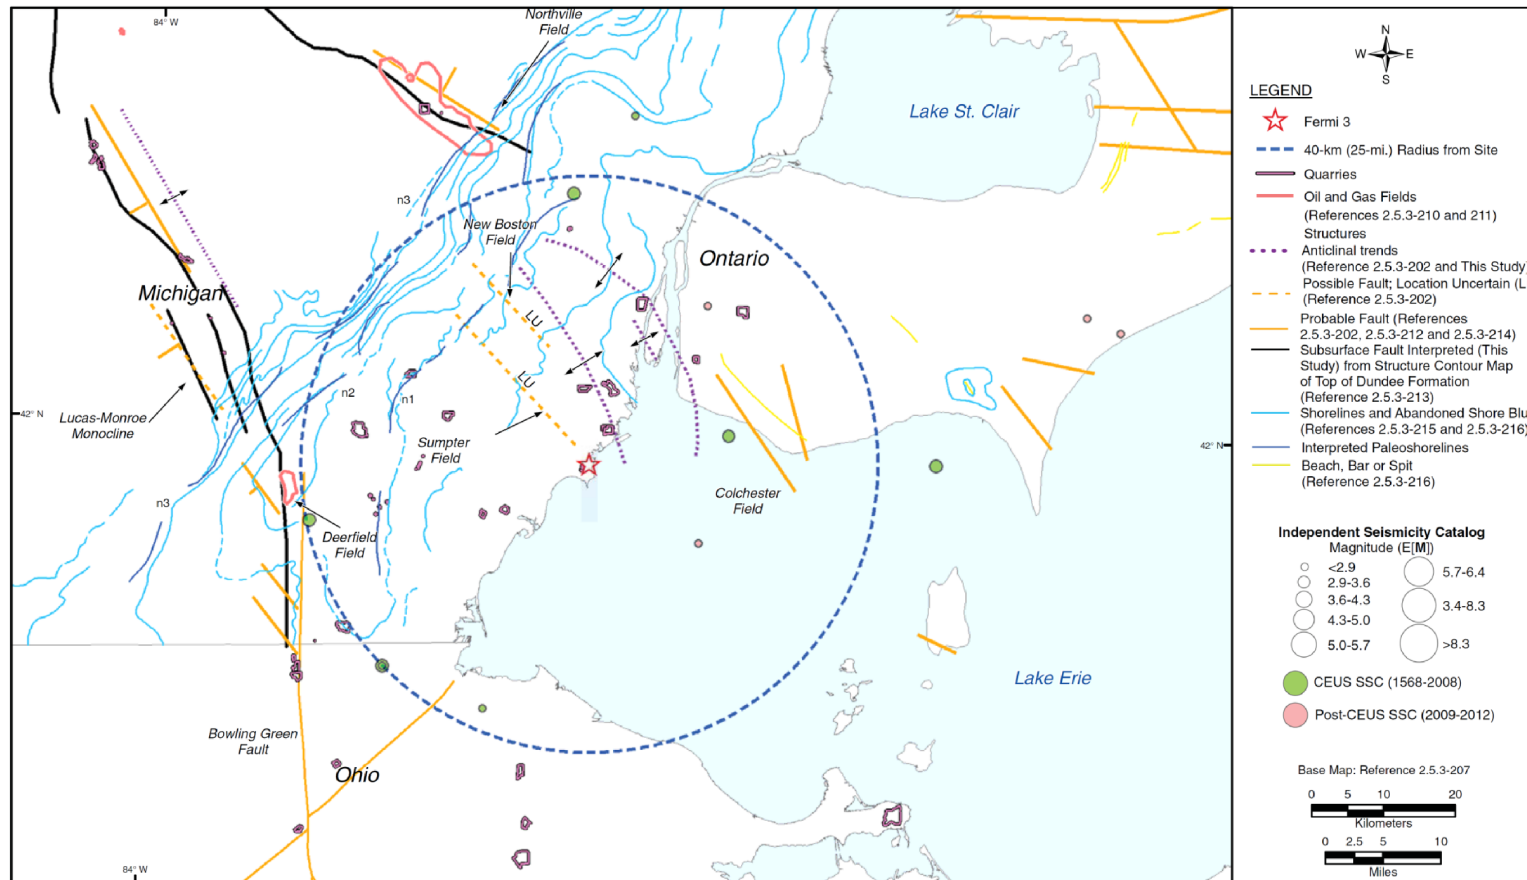 84° W
Northville
Field
Lake St. Clair
n3
New Boston
Field
Ontario
Michigan
LU
LU
n2
n1
42° N
Lucas-Monroe
Monocline
Sumpter
Field
42° N
Colchester
Field
n3
Deerfield
Field
Lake Erie
Bowling Green
Fault
Ohio
84° W
N
W E
S
LEGEND
Fermi 3
40-km (25-mi.) Radius from Site
Quarries
Oil and Gas Fields
(References 2.5.3-210 and 211)
Structures
Anticlinal trends
(Reference 2.5.3-202 and This Study)
Possible Fault; Location Uncertain (L
(Reference 2.5.3-202)
Probable Fault (References
2.5.3-202, 2.5.3-212 and 2.5.3-214)
Subsurface Fault Interpreted (This
Study) from Structure Contour Map
of Top of Dundee Formation
(Reference 2.5.3-213)
Shorelines and Abandoned Shore Blu
(References 2.5.3-215 and 2.5.3-216)
Interpreted Paleoshorelines
Beach, Bar or Spit
(Reference 2.5.3-216)
Independent Seismicity Catalog
Magnitude (E[M])
<2.9 5.7-6.4
2.9-3.6
3.6-4.3 3.4-8.3
4.3-5.0
5.0-5.7 >8.3
CEUS SSC (1568-2008)
Post-CEUS SSC (2009-2012)
Base Map: Reference 2.5.3-207
0 5 10 20
Kilometers
0 2.5 5 10
Miles